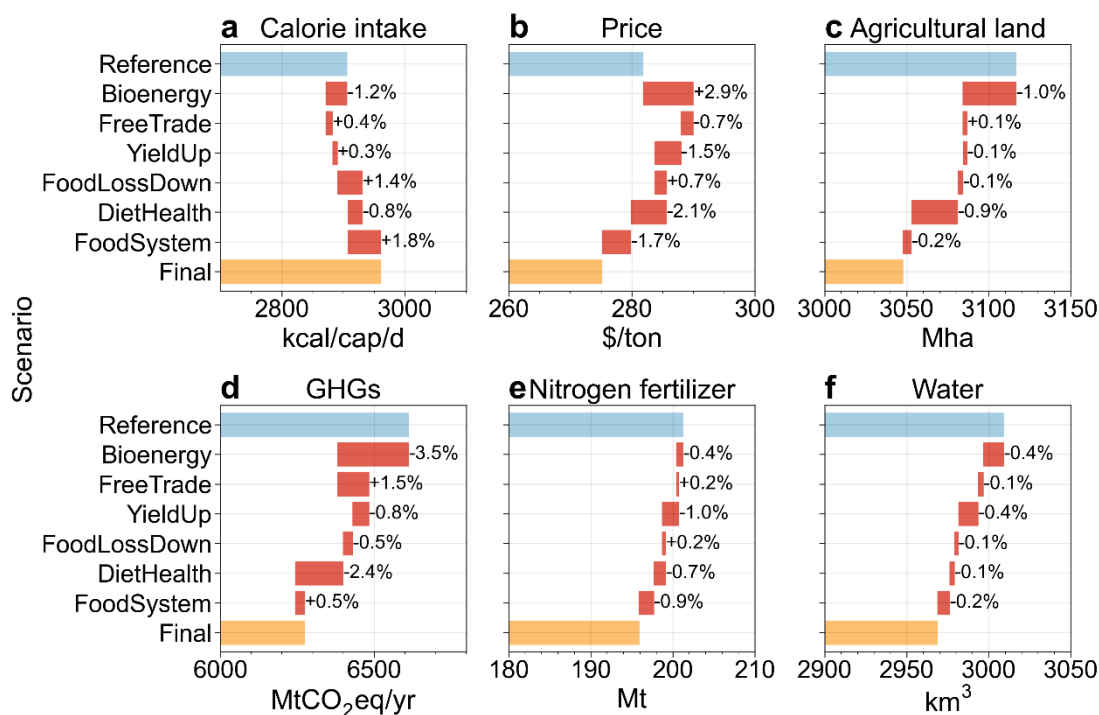 a Calorie intake
b Price
c Agricultural land
Reference
Bioenergy
FreeTrade
YieldUp
FoodLossDown
DietHealth
FoodSystem
Final
-1.2%
+0.4%
+0.3%
+1.4%
-0.8%
+1.8%
2800 3000
kcal/cap/d
+2.9%
-0.7%
-1.5%
+0.7%
-2.1%
-1.7%
260 280 300
$/ton
+0.1%
-1.0%
-0.1%
-0.1%
-0.9%
-0.2%
3000 3050 3100 3150
Mha
Scenario
d GHGs
e Nitrogen fertilizer
f Water
Reference
Bioenergy
FreeTrade
YieldUp
FoodLossDown
DietHealth
FoodSystem
Final
-3.5%
+1.5%
-0.8%
-0.5%
-2.4%
+0.5%
6000 6500
MtCO2eq/yr
-0.4%
+0.2%
-1.0%
+0.2%
-0.7%
-0.9%
180 190 200 210
Mt
-0.4%
-0.1%
-0.4%
-0.1%
-0.1%
-0.2%
2900 2950 3000 3050
km³